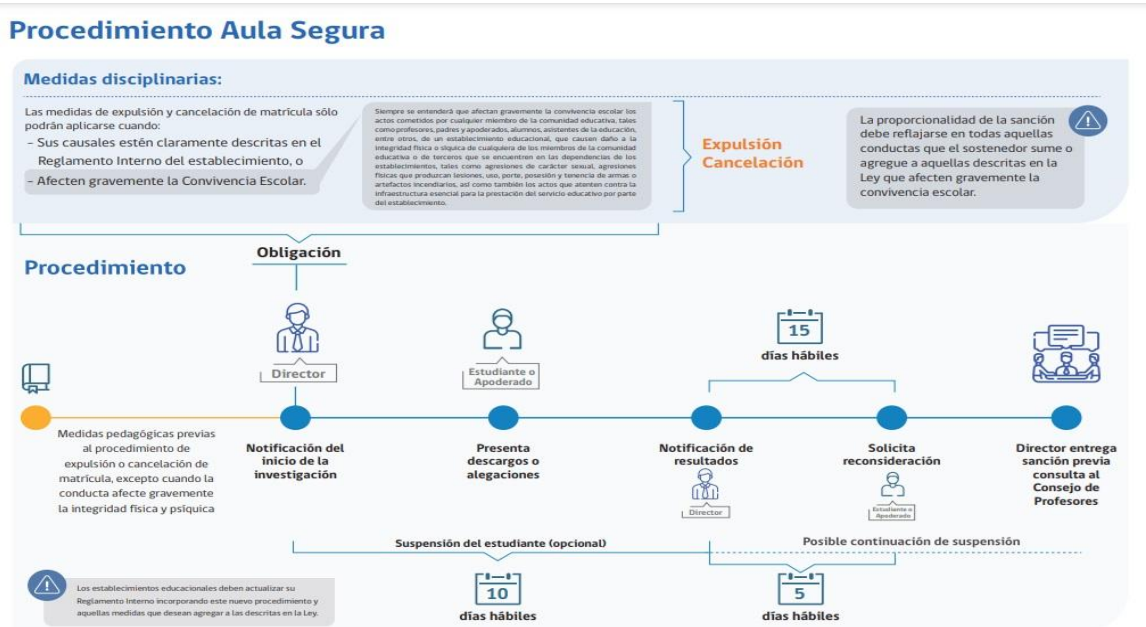 Procedimiento Aula Segura
Medidas disciplinarias:
Las medidas de expulsión y cancelación de matrícula sólo
podrán aplicarse cuando:
– Sus causales estén claramente descritas en el
Reglamento Interno del establecimiento, o
– Afecten gravemente la Convivencia Escolar.
Siempre se entenderá que afectan gravemente la convivencia escolar los
actos cometidos por cualquier miembro de la comunidad educativa, tales
como profesores, padres y apoderados, alumnos, asistentes de la educación,
entre otros, de un establecimiento educacional, que causen daño a la
integridad física o síquica de cualquiera de los miembros de la comunidad
educativa o de terceros que se encuentren en las dependencias de los
establecimientos, tales como agresiones de carácter sexual, agresiones
físicas que produzcan lesiones, uso, porte, posesión y tenencia de armas o
artefactos incendiarios, así como también los actos que atenten contra la
infraestructura esencial para la prestación del servicio educativo por parte
del establecimiento.
Expulsión
Cancelación
La proporcionalidad de la sanción
debe reflajarse en todas aquellas
conductas que el sostenedor sume o
agregue a aquellas descritas en la
Ley que afecten gravemente la
convivencia escolar.
Procedimiento
Obligación
Director
Estudiante o
Apoderado
15
días hábiles
Medidas pedagógicas previas
al procedimiento de
expulsión o cancelación de
matrícula, excepto cuando la
conducta afecte gravemente
la integridad física y psíquica
Notificación del
inicio de la
investigación
Presenta
descargos o
alegaciones
Notificación de
resultados
Director
Solicita
reconsideración
Estudiante o
Apoderado
Director entrega
sanción previa
consulta al
Consejo de
Profesores
Suspensión del estudiante (opcional)
Posible continuación de suspensión
10
días hábiles
5
días hábiles
Los establecimientos educacionales deben actualizar su
Reglamento Interno incorporando este nuevo procedimiento y
aquellas medidas que desean agregar a las descritas en la Ley.